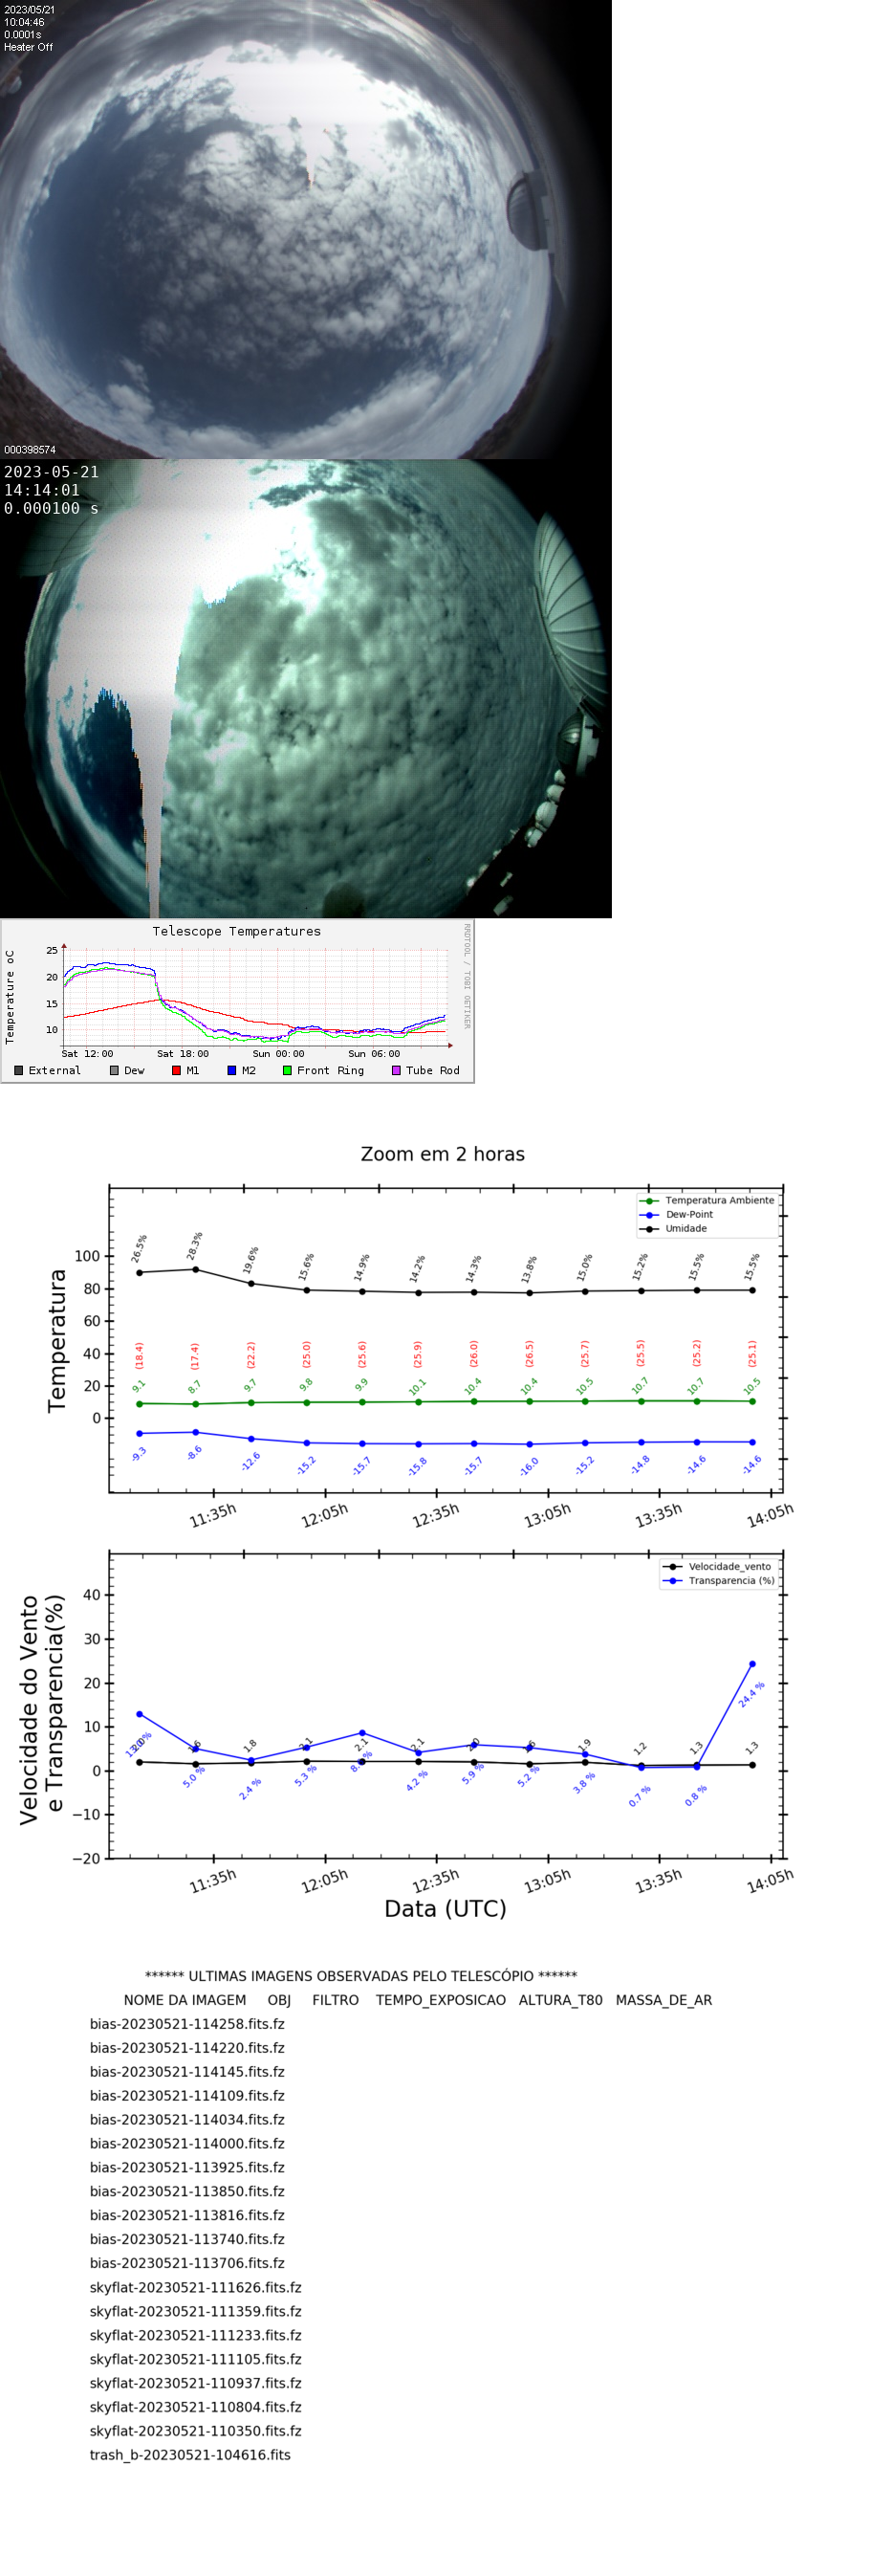 2023/05/21
10:04:46
0.0001s
Heater Off
000398574
2023-05-21
14:14:01
0.000100 s
Telescope Temperatures
Temperature oC
25
20
15
10
Sat 12:00 Sat 18:00 Sun 00:00 Sun 06:00
External Dew M1 M2 Front Ring Tube Rod
RRDTOOL / TOBI OETIKER
Zoom em 2 horas
Temperatura
Temperatura Ambiente
Dew-Point
Umidade
100
80
60
40
20
0
26.5% 28.3% 19.6% 15.6% 14.9% 14.2% 14.3% 13.8% 15.0% 15.2% 15.5% 15.5%
(18.4) (17.4) (22.2) (25.0) (25.6) (25.9) (26.0) (26.5) (25.7) (25.5) (25.2) (25.1)
9.1 8.7 9.7 9.8 9.9 10.1 10.4 10.4 10.5 10.7 10.7 10.5
-9.3 -8.6 -12.6 -15.2 -15.7 -15.8 -15.7 -16.0 -15.2 -14.8 -14.6 -14.6
11:35h 12:05h 12:35h 13:05h 13:35h 14:05h
Velocidade do Vento
e Transparencia(%)
Velocidade_vento
Transparencia (%)
40
30
20
10
0
−10
−20
1.8 2.1 2.1 1.9 1.2 1.3 1.3
5.0 % 2.4 % 5.3 % 4.2 % 5.9 % 5.2 % 3.8 % 0.7 % 0.8 % 24.4 %
11:35h 12:05h 12:35h 13:05h 13:35h 14:05h
Data (UTC)
****** ULTIMAS IMAGENS OBSERVADAS PELO TELESCÓPIO ******
NOME DA IMAGEM OBJ FILTRO TEMPO_EXPOSICAO ALTURA_T80 MASSA_DE_AR
bias-20230521-114258.fits.fz
bias-20230521-114220.fits.fz
bias-20230521-114145.fits.fz
bias-20230521-114109.fits.fz
bias-20230521-114034.fits.fz
bias-20230521-114000.fits.fz
bias-20230521-113925.fits.fz
bias-20230521-113850.fits.fz
bias-20230521-113816.fits.fz
bias-20230521-113740.fits.fz
bias-20230521-113706.fits.fz
skyflat-20230521-111626.fits.fz
skyflat-20230521-111359.fits.fz
skyflat-20230521-111233.fits.fz
skyflat-20230521-111105.fits.fz
skyflat-20230521-110937.fits.fz
skyflat-20230521-110804.fits.fz
skyflat-20230521-110350.fits.fz
trash_b-20230521-104616.fits